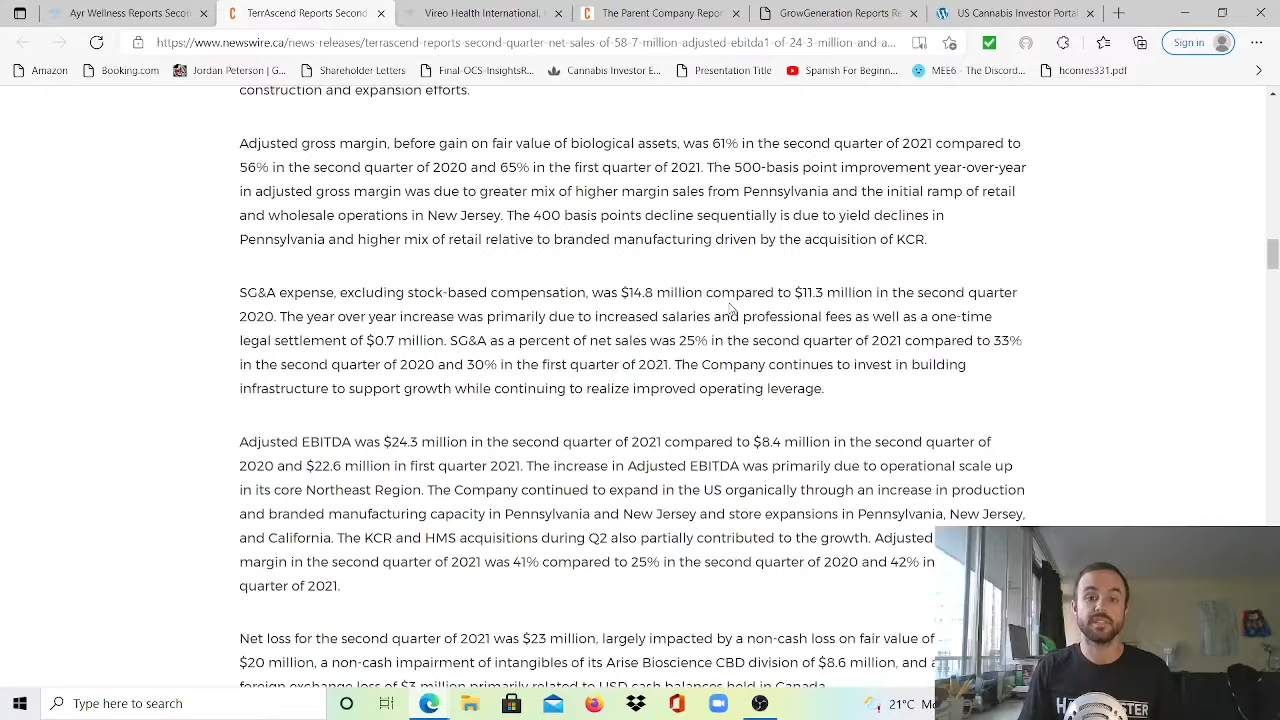 Ayr Wellness Reports Secon
TerrAscend Reports Second
Vireo Health International,
The Parent Company Repor
GrowGeneration Reports Re
US Cannabis Investor Portal
https://www.newswire.ca/news-releases/terrascend-reports-second-quarter-net-sales-of-58-7-million-adjusted-ebitda1-of-24-3-million-and-a...
Sign in
Amazon
Booking.com
Jordan Peterson | G...
Shareholder Letters
Final-OCS-InsightsR...
Cannabis Investor E...
Presentation Title
Spanish For Beginn...
MEE6 - The Discord...
hconres331.pdf
construction and expansion efforts.
Adjusted gross margin, before gain on fair value of biological assets, was 61% in the second quarter of 2021 compared to
56% in the second quarter of 2020 and 65% in the first quarter of 2021. The 500-basis point improvement year-over-year
in adjusted gross margin was due to greater mix of higher margin sales from Pennsylvania and the initial ramp of retail
and wholesale operations in New Jersey. The 400 basis points decline sequentially is due to yield declines in
Pennsylvania and higher mix of retail relative to branded manufacturing driven by the acquisition of KCR.
SG&A expense, excluding stock-based compensation, was $14.8 million compared to $11.3 million in the second quarter
2020. The year over year increase was primarily due to increased salaries and professional fees as well as a one-time
legal settlement of $0.7 million. SG&A as a percent of net sales was 25% in the second quarter of 2021 compared to 33%
in the second quarter of 2020 and 30% in the first quarter of 2021. The Company continues to invest in building
infrastructure to support growth while continuing to realize improved operating leverage.
Adjusted EBITDA was $24.3 million in the second quarter of 2021 compared to $8.4 million in the second quarter of
2020 and $22.6 million in first quarter 2021. The increase in Adjusted EBITDA was primarily due to operational scale up
in its core Northeast Region. The Company continued to expand in the US organically through an increase in production
and branded manufacturing capacity in Pennsylvania and New Jersey and store expansions in Pennsylvania, New Jersey,
and California. The KCR and HMS acquisitions during Q2 also partially contributed to the growth. Adjusted
margin in the second quarter of 2021 was 41% compared to 25% in the second quarter of 2020 and 42% in
quarter of 2021.
Net loss for the second quarter of 2021 was $23 million, largely impacted by a non-cash loss on fair value of
$20 million, a non-cash impairment of intangibles of its Arise Bioscience CBD division of $8.6 million, and a
foreign exchange loss of $3 million primarily related to USD cash balances held in Canada.
Type here to search
21°C